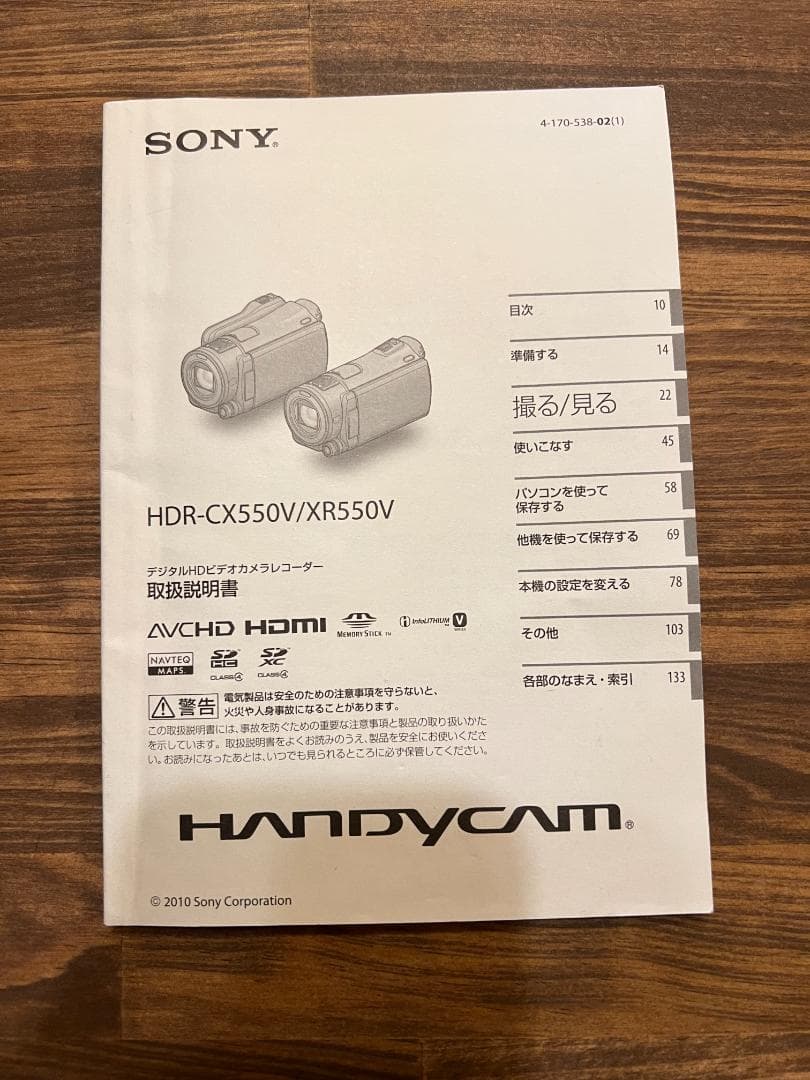 SONY®
4-170-538-02(1)
目次 10
準備する 14
撮る/見る 22
使いこなす 45
パソコンを使って
保存する 58
他機を使って保存する 69
本機の設定を変える 78
その他 103
各部のなまえ・索引 133
HDR-CX550V/XR550V
デジタルHDビデオカメラレコーダー
取扱説明書
AVCHD HDMI MEMORY STICK TM InfoLITHIUM V SERIES
NAVTEQ MAPS SD HC CLASS4 SD XC CLASS4
警告 電気製品は安全のための注意事項を守らないと、
火災や人身事故になることがあります。
この取扱説明書には、事故を防ぐための重要な注意事項と製品の取り扱いかた
を示しています。取扱説明書をよくお読みのうえ、製品を安全にお使いくださ
い。お読みになったあとは、いつでも見られるところに必ず保管してください。
HANDYCAM®
© 2010 Sony Corporation